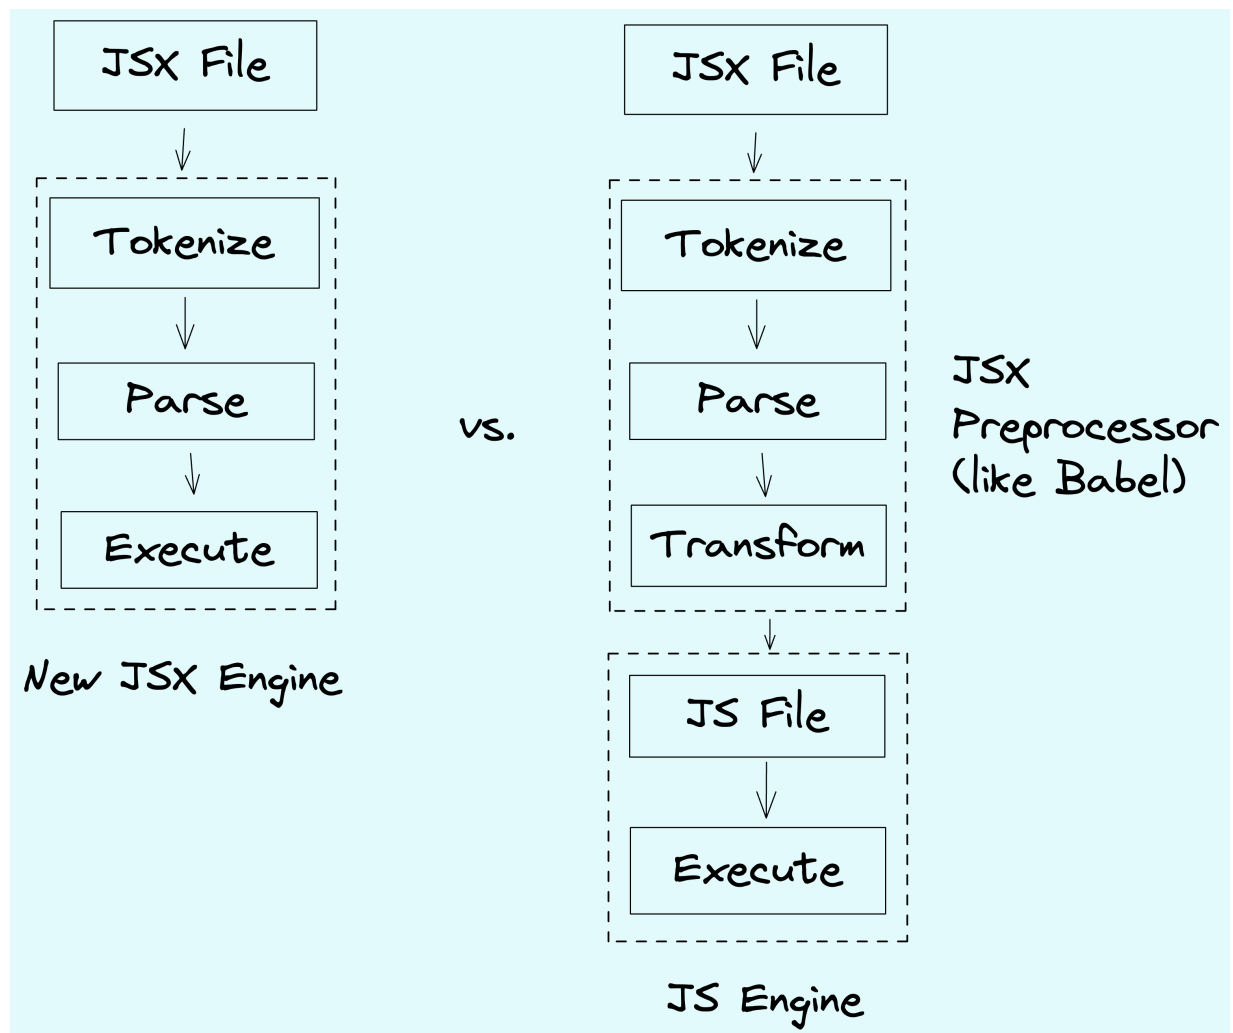 JSX File
Tokenize
Parse
Execute
New JSX Engine
vs.
JSX File
Tokenize
Parse
Transform
JSX
Preprocessor
(like Babel)
JS File
Execute
JS Engine